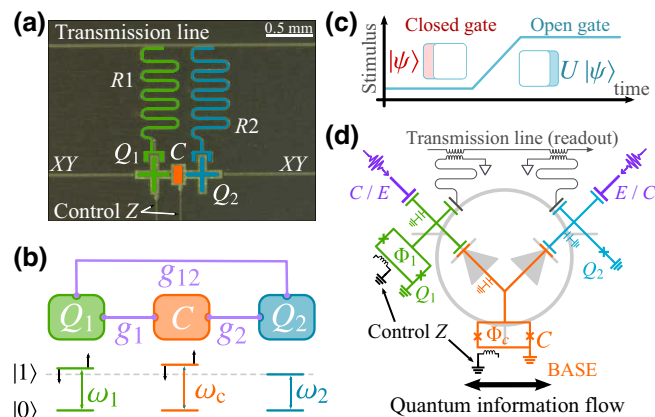 (a)
Transmission line
0.5 mm
R1
R2
Q₁
C
XY
XY
Q₂
Control Z
(b)
g₁₂
Q₁
C
Q₂
g₁
g₂
|1⟩
ω₁
ω_c
ω₂
|0⟩
(c)
Closed gate
Open gate
Stimulus
|ψ⟩
U |ψ⟩
time
(d)
Transmission line (readout)
C / E
E / C
Φ₁
Q₁
Q₂
Control Z
Φ_c
C
BASE
Quantum information flow